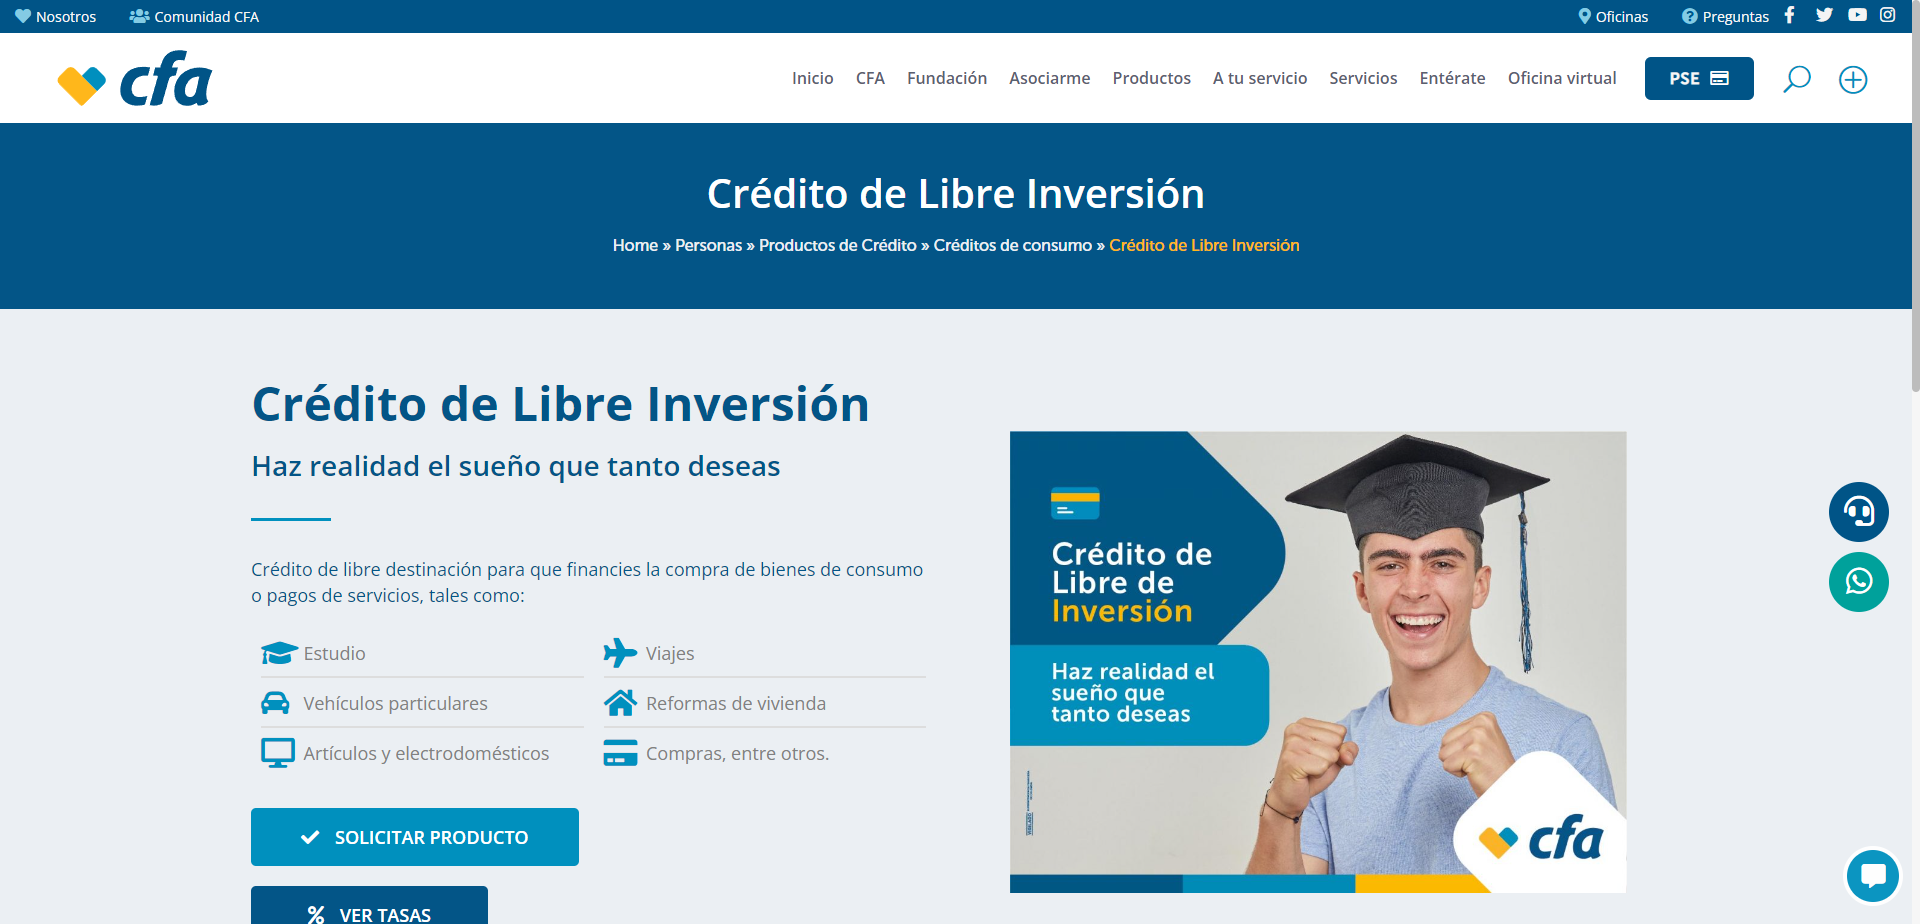 Nosotros
Comunidad CFA
Oficinas
Preguntas
cfa
Inicio
CFA
Fundación
Asociarme
Productos
A tu servicio
Servicios
Entérate
Oficina virtual
PSE
Crédito de Libre Inversión
Home » Personas » Productos de Crédito » Créditos de consumo » Crédito de Libre Inversión
Crédito de Libre Inversión
Haz realidad el sueño que tanto deseas
Crédito de libre destinación para que financies la compra de bienes de consumo
o pagos de servicios, tales como:
Estudio
Viajes
Vehículos particulares
Reformas de vivienda
Artículos y electrodomésticos
Compras, entre otros.
SOLICITAR PRODUCTO
VER TASAS
Crédito de
Libre de
Inversión
Haz realidad el
sueño que
tanto deseas
cfa